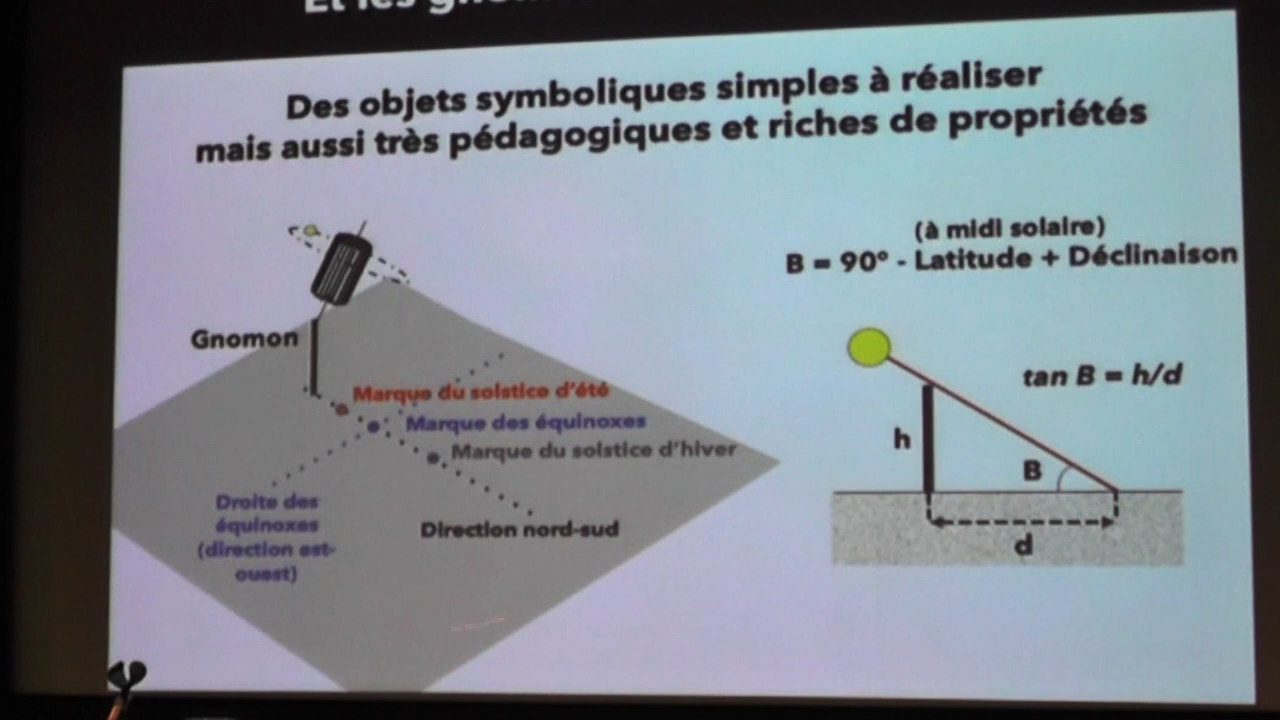 Et les
Des objets symboliques simples à réaliser
mais aussi très pédagogiques et riches de propriétés
(à midi solaire)
B = 90° - Latitude + Déclinaison
Gnomon
tan B = h/d
Marque du solstice d'été
Marque des équinoxes
Marque du solstice d'hiver
h
B
Droite des
équinoxes
(direction est-
ouest)
Direction nord-sud
d